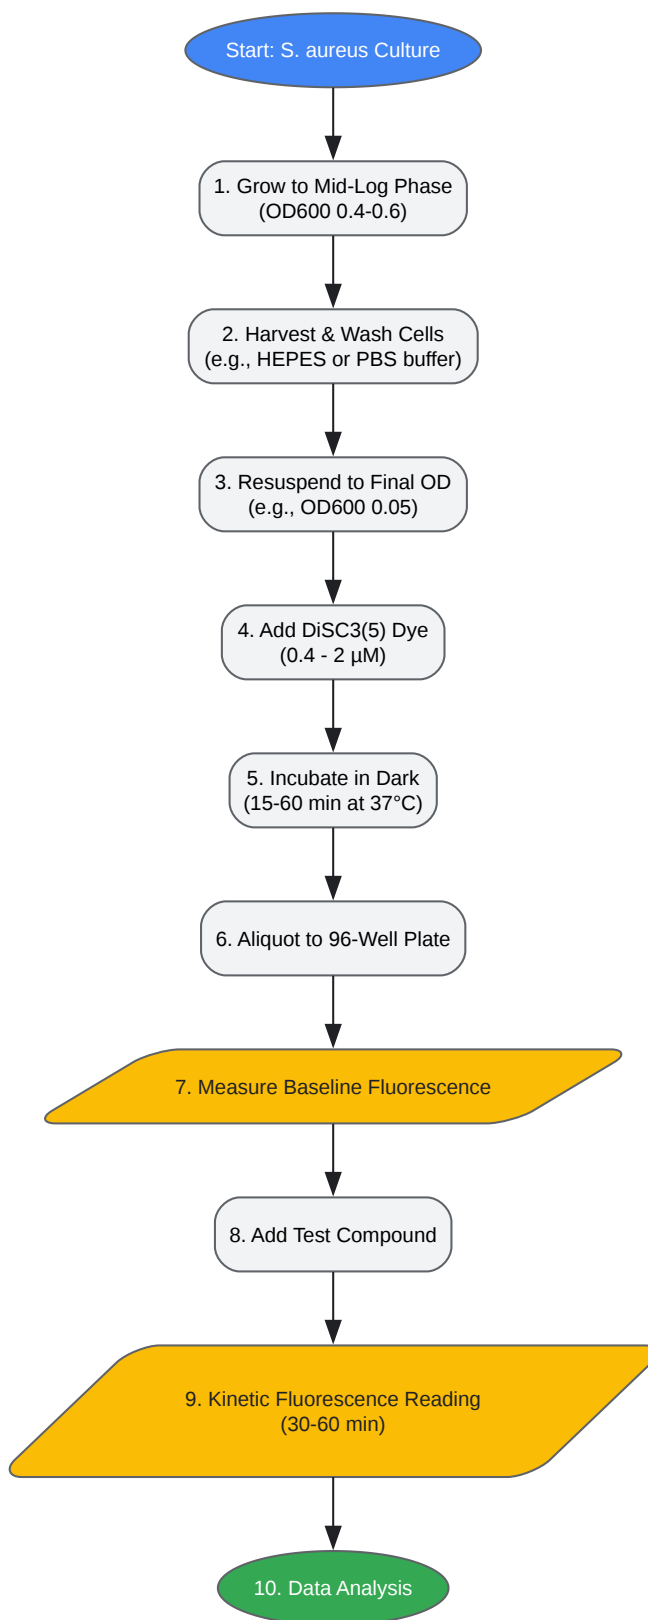 Start: S. aureus Culture
1. Grow to Mid-Log Phase
(OD600 0.4-0.6)
2. Harvest & Wash Cells
(e.g., HEPES or PBS buffer)
3. Resuspend to Final OD
(e.g., OD600 0.05)
4. Add DiSC3(5) Dye
(0.4 - 2 µM)
5. Incubate in Dark
(15-60 min at 37°C)
6. Aliquot to 96-Well Plate
7. Measure Baseline Fluorescence
8. Add Test Compound
9. Kinetic Fluorescence Reading
(30-60 min)
10. Data Analysis